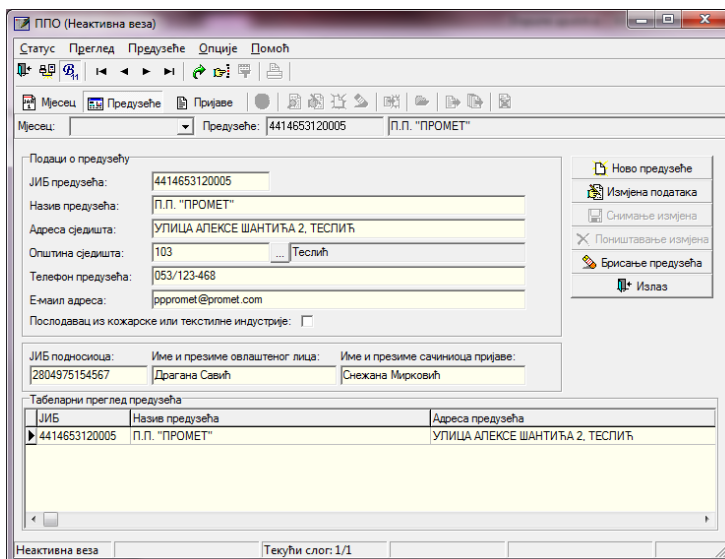 ППО (Неактивна веза)
Статус Преглед Предузеће Опције Помоћ
Мјесец Предузеће Пријаве
Мјесец: Предузеће: 4414653120005 П.П. "ПРОМЕТ"
Подаци о предузећу
ЈИБ предузећа: 4414653120005
Назив предузећа: П.П. "ПРОМЕТ"
Адреса сједишта: УЛИЦА АЛЕКСЕ ШАНТИЋА 2, ТЕСЛИЋ
Општина сједишта: 103 ... Теслић
Телефон предузећа: 053/123-468
Е-маил адреса: pppromet@promet.com
Послодавац из кожарске или текстилне индустрије:
Ново предузеће
Измјена података
Снимање измјена
Поништавање измјена
Брисање предузећа
Излаз
ЈИБ подносиоца: Име и презиме овлаштеног лица: Име и презиме сачиниоца пријаве:
2804975154567 Драгана Савић Снежана Мирковић
Табеларни преглед предузећа
ЈИБ Назив предузећа Адреса предузећа
4414653120005 П.П. "ПРОМЕТ" УЛИЦА АЛЕКСЕ ШАНТИЋА 2, ТЕСЛИЋ
Неактивна веза Текући слог: 1/1